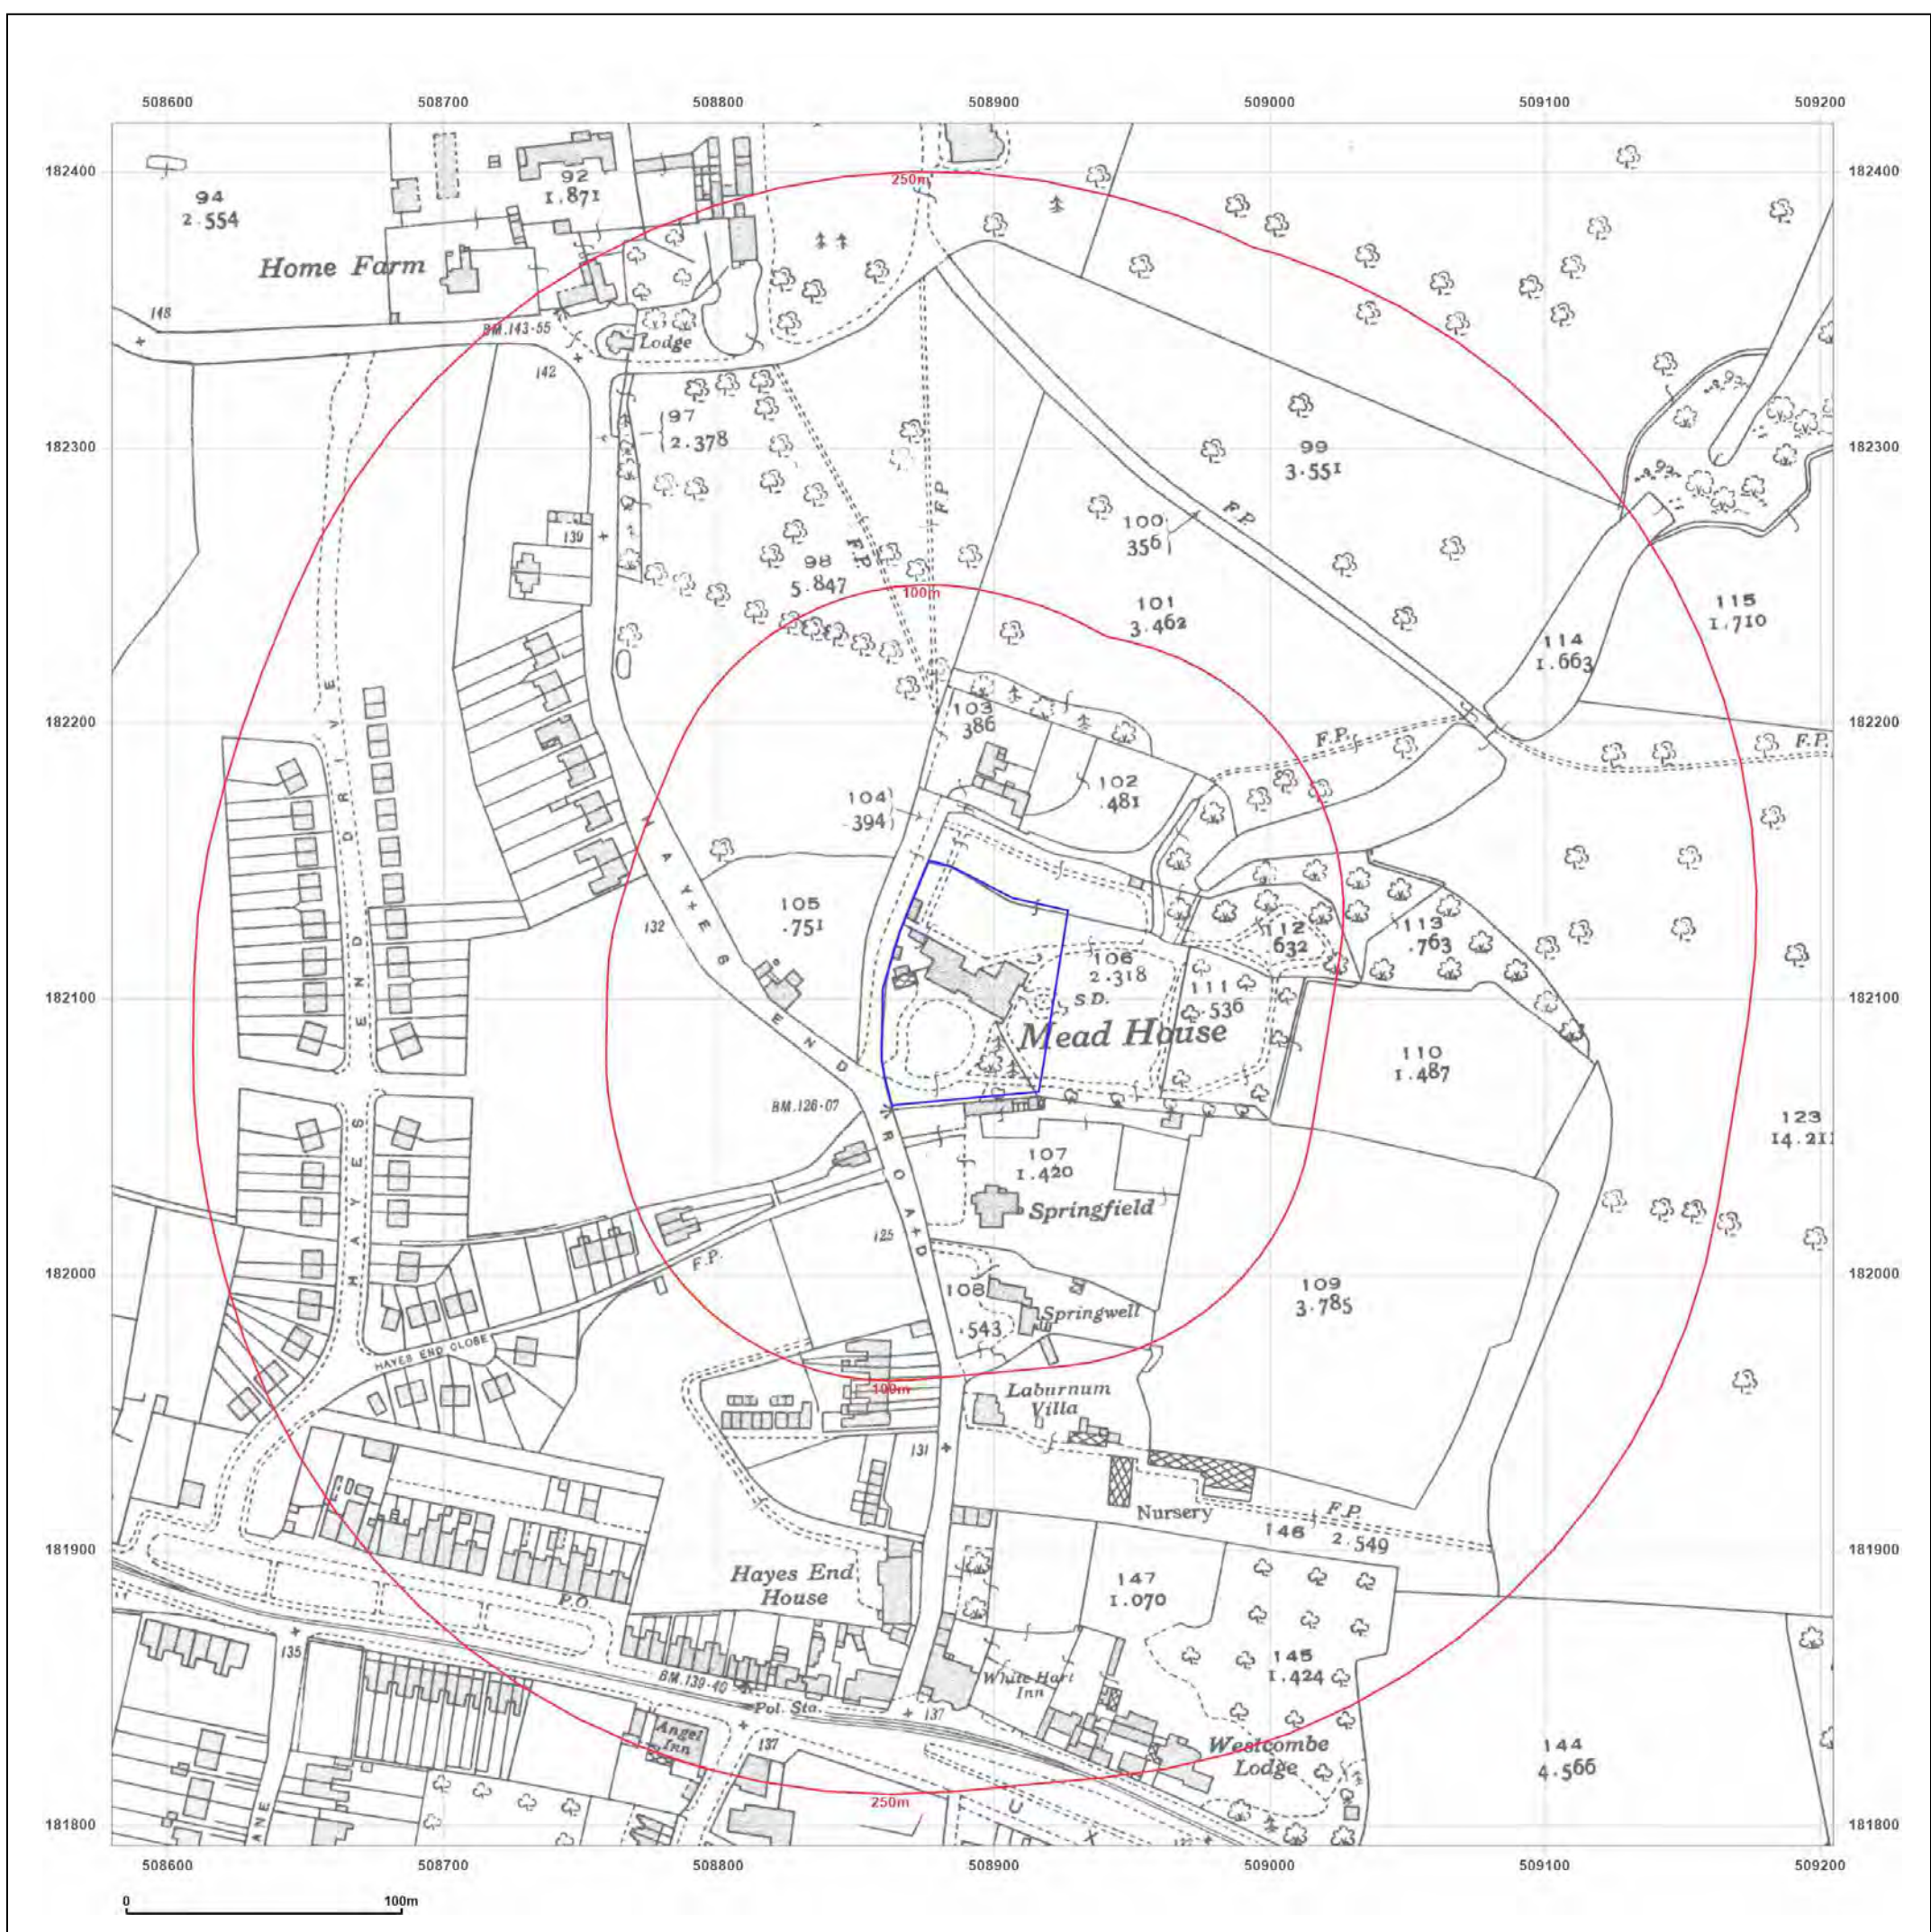 508600 508700 508800 508900 509000 509100 509200
182400 182400
250m
94
2.554
92
1.871
Home Farm
148
BM.143-55
Lodge
142
182300 182300
97
2.378
99
3.551
F.P.
F.P.
F.P.
100
356
139
98
5.847
100m
101
3.462
115
1.710
114
1.663
182200 182200
103
386
F.P.
F.P.
102
.481
104
.394
HAYES END DRIVE
HAYES END ROAD
132
105
.751
112
632
113
.763
106
2.318
S.D.
111
.536
182100 182100
Mead House
110
1.487
BM.126-07
123
14.211
107
1.420
Springfield
125
F.P.
182000 182000
108
.543
Springwell
109
3.785
HAYES END CLOSE
100m
Laburnum
Villa
131
Nursery
F.P.
146 2.549
181900 181900
Hayes End
House
147
1.070
P.O.
135
BM.139-40
White Hart
Inn
145
1.424
Pol. Sta.
137
Angel
Inn
137
Westcombe
Lodge
144
4.566
250m
U
X
ANE
181800 181800
508600 508700 508800 508900 509000 509100 509200
0 100m